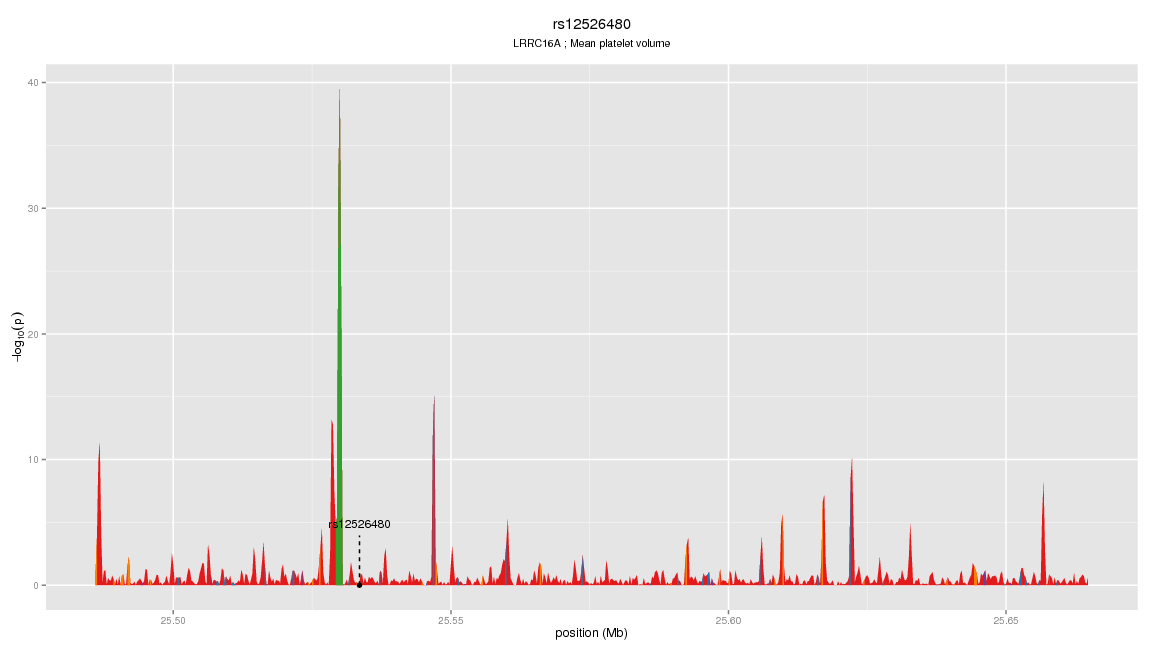 rs12526480
LRRC16A ; Mean platelet volume
40
30
20
10
0
−log10(p)
rs12526480
25.50 25.55 25.60 25.65
position (Mb)